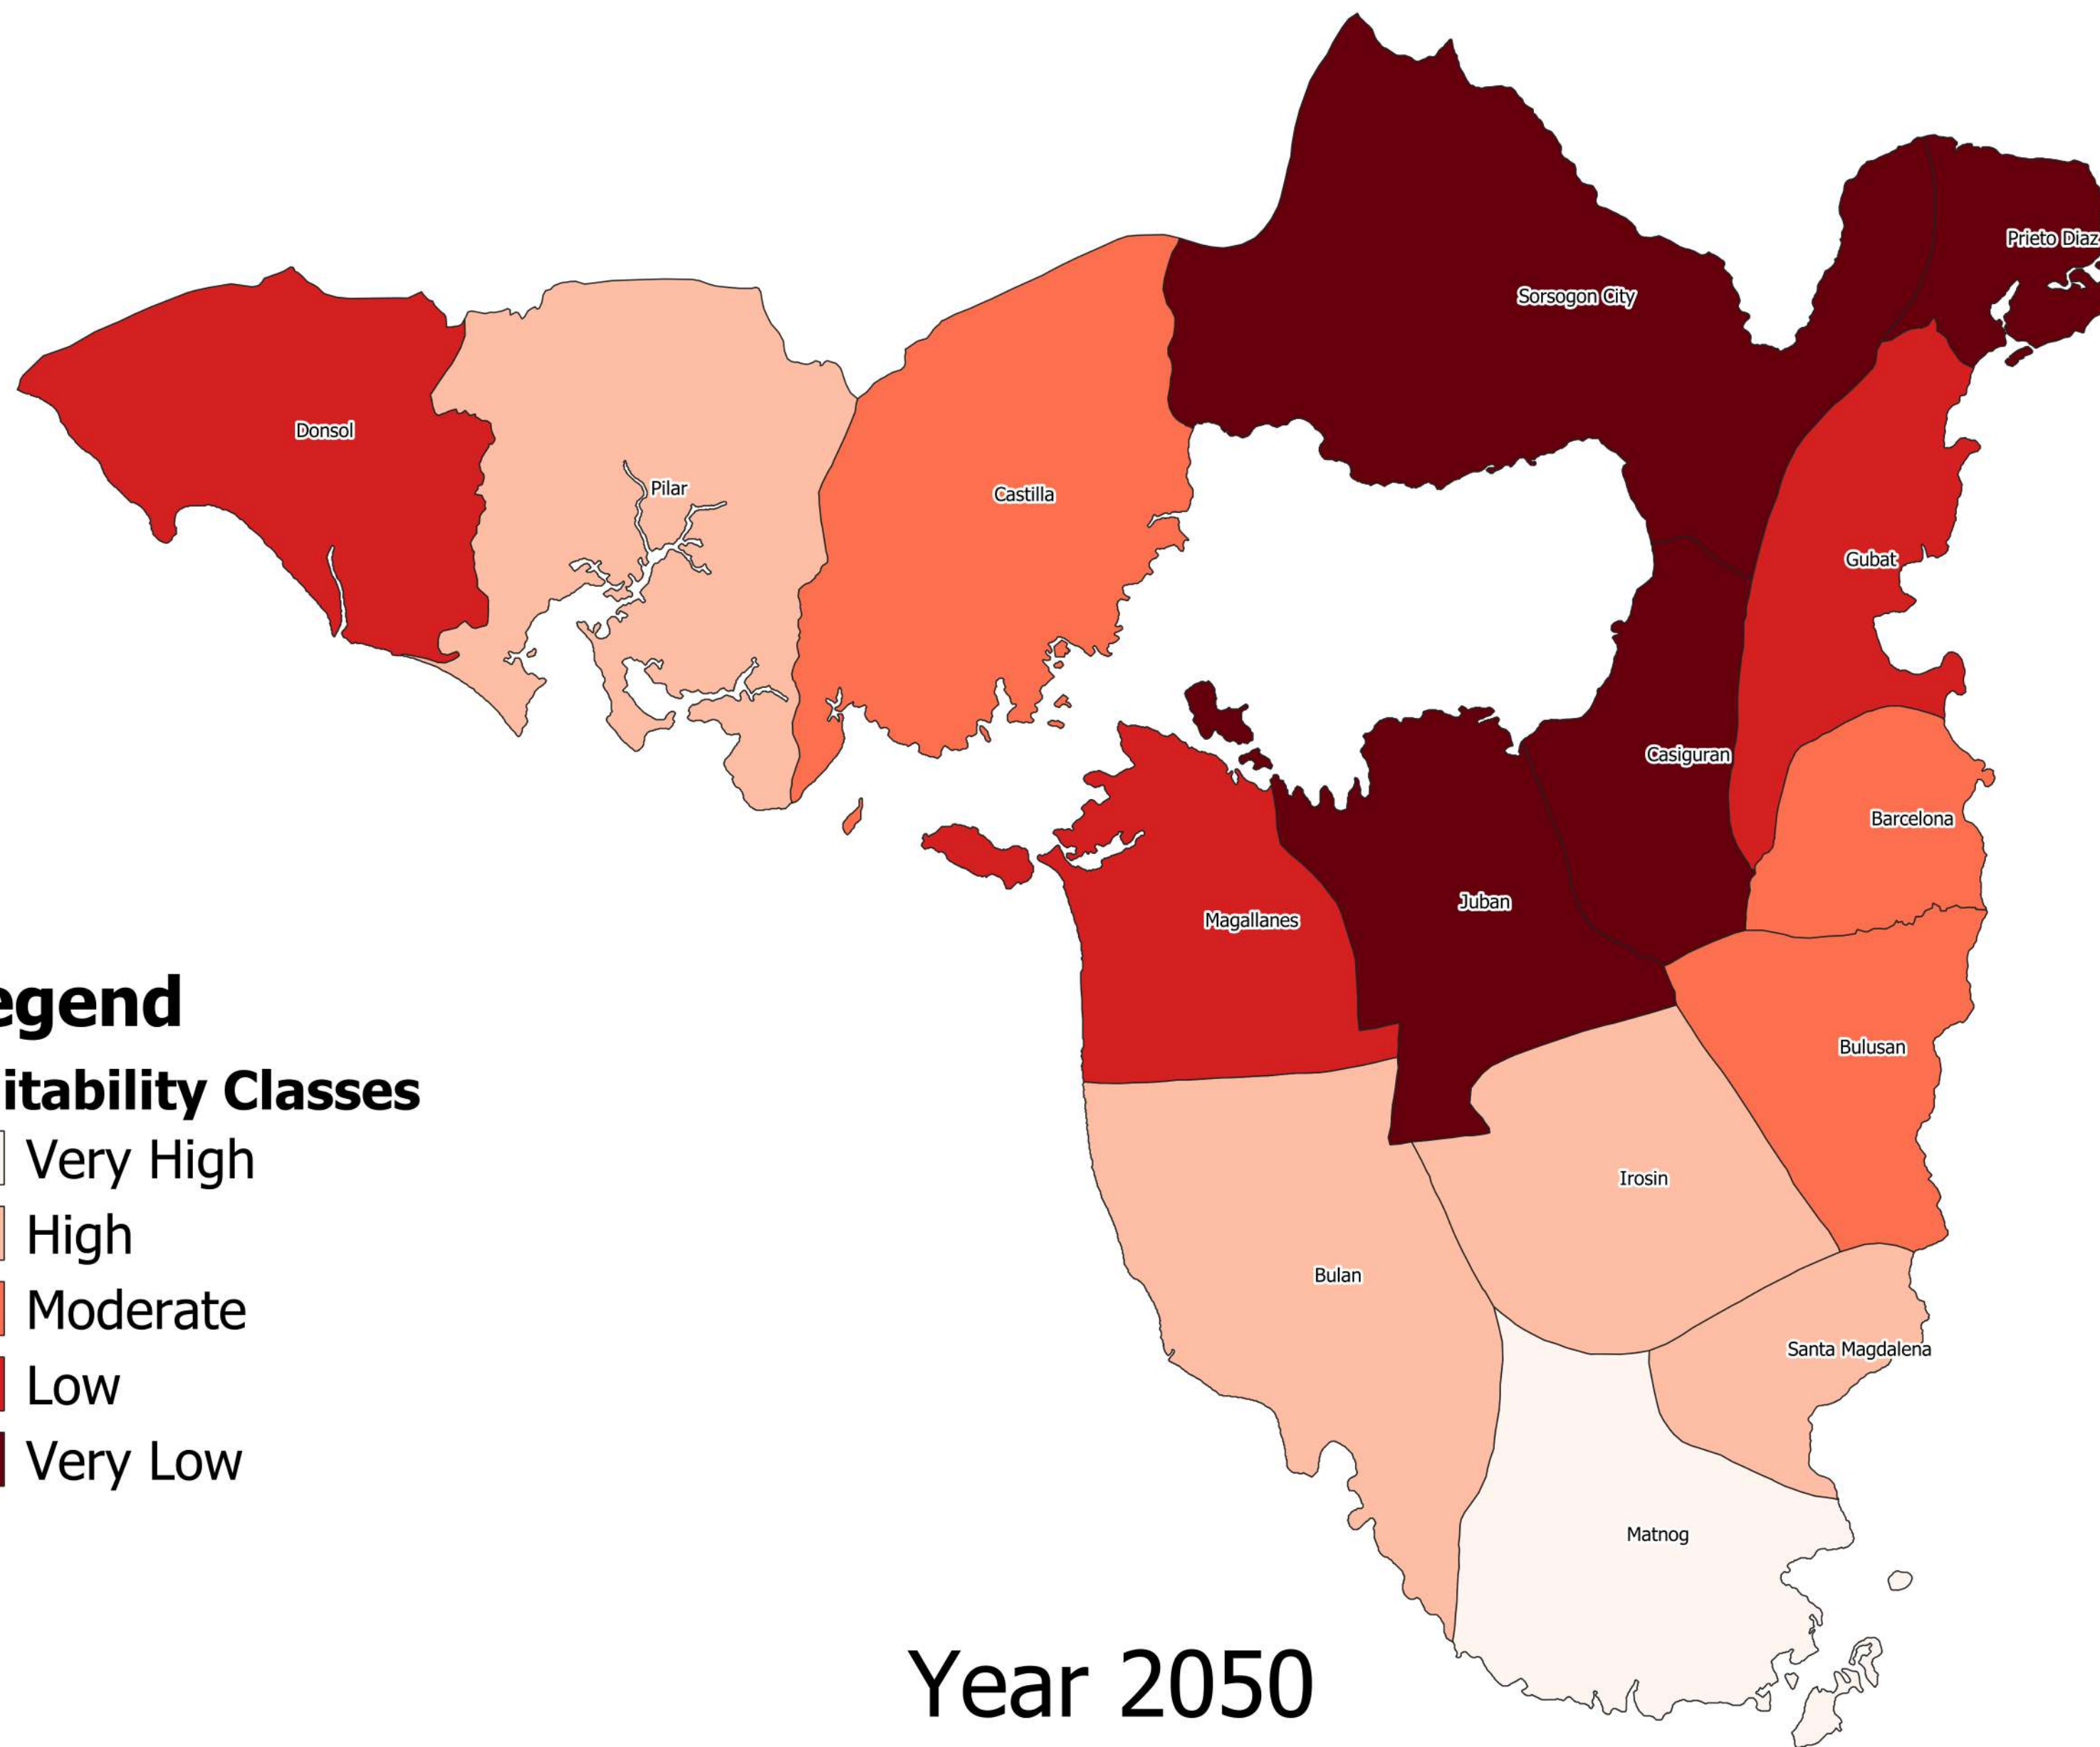 Prieto Diaz
Sorsogon City
Donsol
Pilar
Castilla
Gubat
Casiguran
Barcelona
Juban
Magallanes
egend
itability Classes
Very High
High
Moderate
Low
Very Low
Bulusan
Irosin
Bulan
Santa Magdalena
Matnog
Year 2050